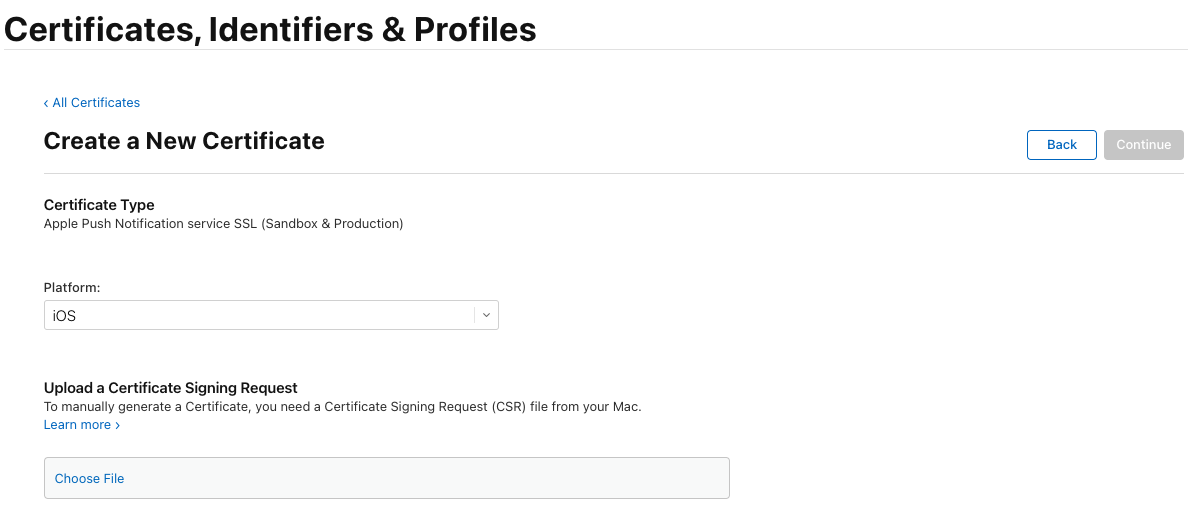 Certificates, Identifiers & Profiles
‹ All Certificates
Create a New Certificate
Back
Continue
Certificate Type
Apple Push Notification service SSL (Sandbox & Production)
Platform:
iOS
Upload a Certificate Signing Request
To manually generate a Certificate, you need a Certificate Signing Request (CSR) file from your Mac.
Learn more ›
Choose File